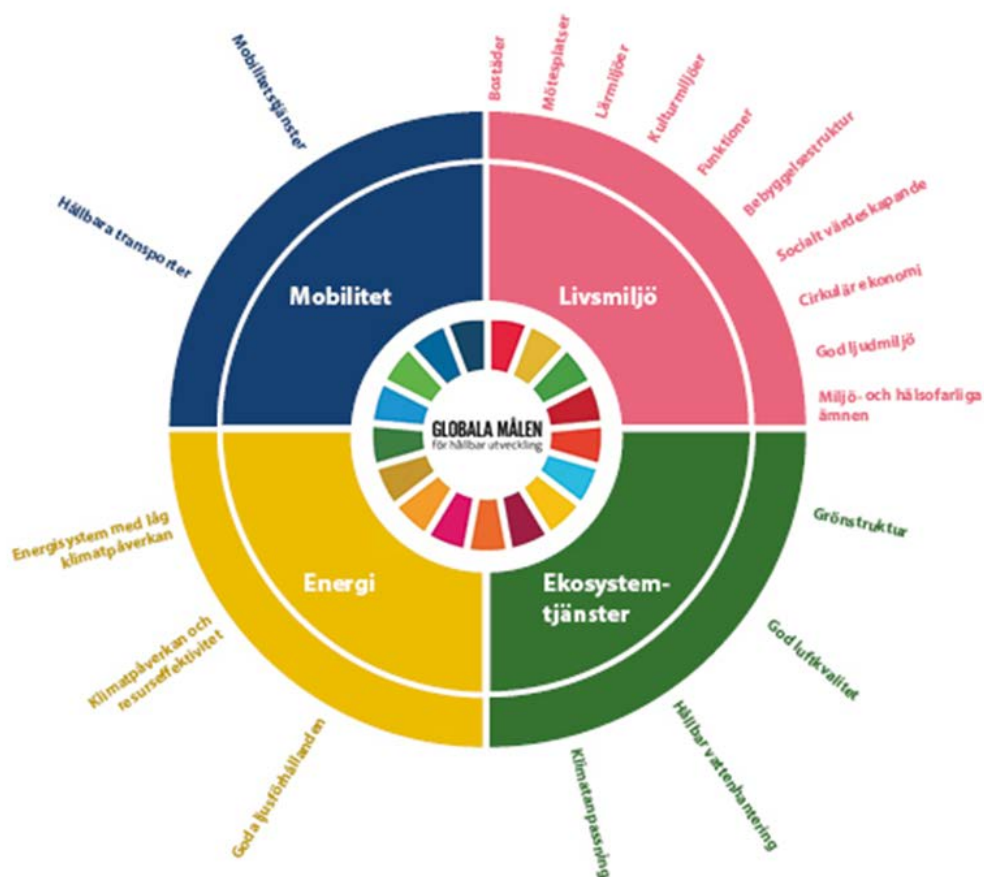 Mobilitetstjänster
Hållbara transporter
Mobilitet
Bostäder
Mötesplatser
Lärmiljöer
Kulturmiljöer
Funktioner
Bebyggelsestruktur
Socialt värdeskapande
Cirkulär ekonomi
God ljudmiljö
Miljö- och hälsofarliga
ämnen
Livsmiljö
GLOBALA MÅLEN
för hållbar utveckling
Energi
Energisystem med låg
klimatpåverkan
Klimatpåverkan och
resurseffektivitet
Goda ljusförhållanden
Ekosystem-
tjänster
Grönstruktur
God luftkvalitet
Hållbar vattenhantering
Klimatanpassning